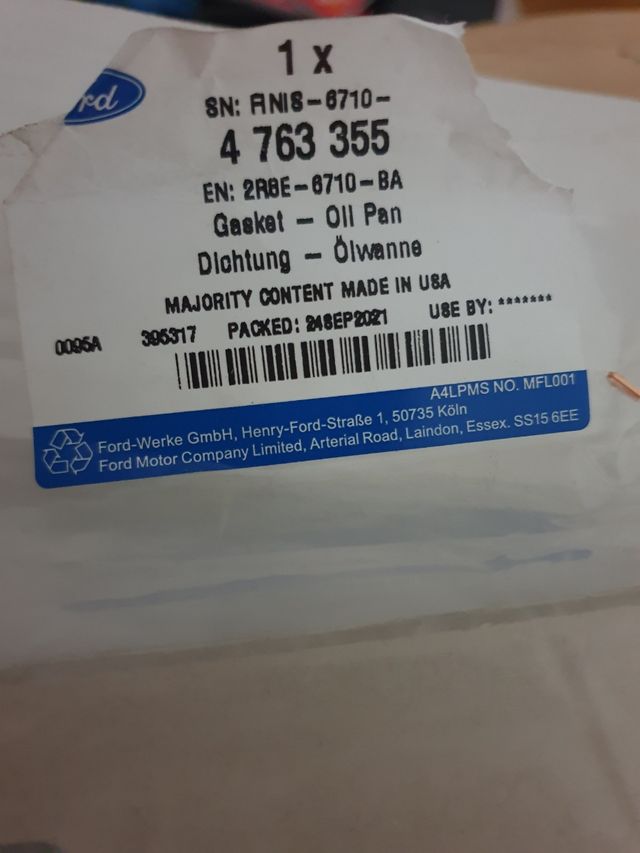 1 x
rd
SN: FINIS-6710-
4 763 355
EN: 2R8E-6710-BA
Gasket - Oil Pan
Dichtung - Ölwanne
MAJORITY CONTENT MADE IN USA
0095A 395317 PACKED: 24SEP2021 USE BY: *******
A4LPMS NO. MFL001
Ford-Werke GmbH, Henry-Ford-Straße 1, 50735 Köln
Ford Motor Company Limited, Arterial Road, Laindon, Essex. SS15 6EE